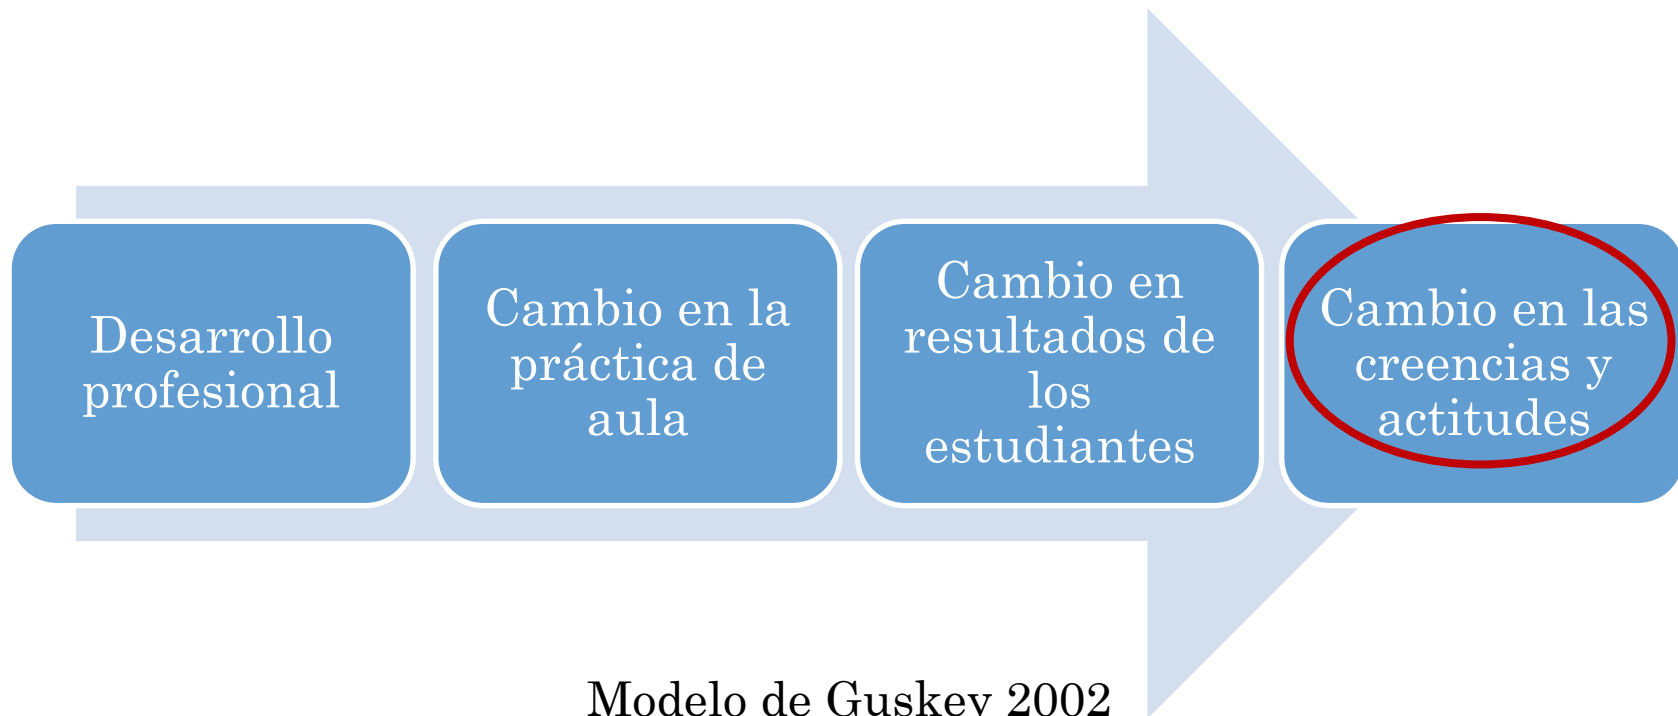 Desarrollo
profesional
Cambio en la
práctica de
aula
Cambio en
resultados de
los
estudiantes
Cambio en las
creencias y
actitudes
Modelo de Guskey 2002